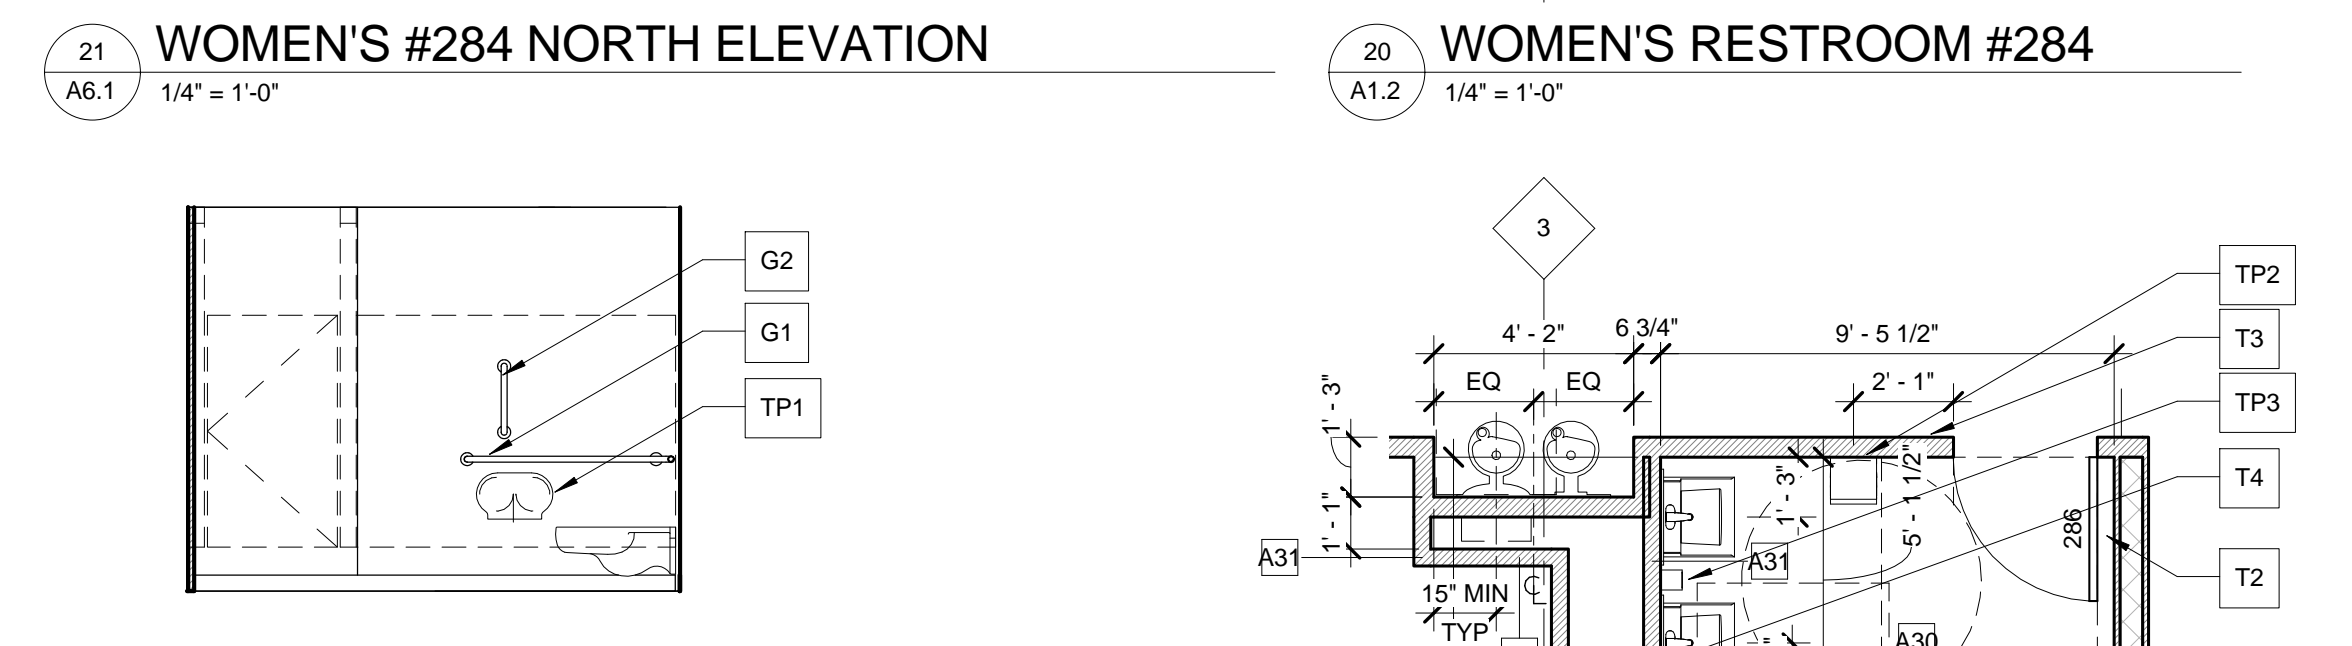 21
A6.1
WOMEN'S #284 NORTH ELEVATION
1/4" = 1'-0"
20
A1.2
WOMEN'S RESTROOM #284
1/4" = 1'-0"
G2
G1
TP1
3
4' - 2"
6 3/4"
9' - 5 1/2"
EQ
EQ
2' - 1"
1' - 3"
1' - 1"
A31
15" MIN
TYP
1' - 3"
5' - 1 1/2"
A31
A30
286
TP2
T3
TP3
T4
T2